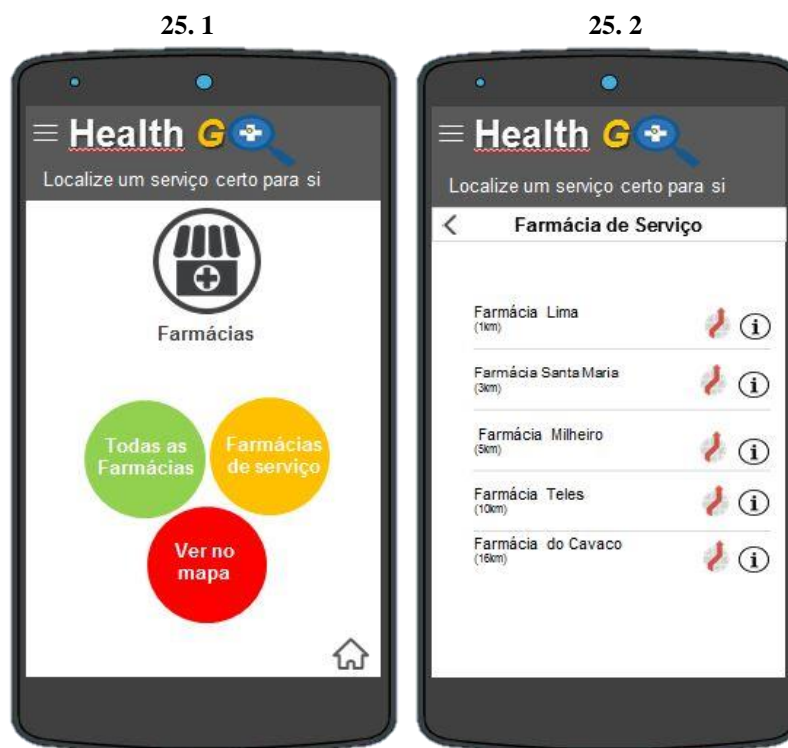 25. 1
Health GO
Localize um serviço certo para si
Farmácias
Todas as
Farmácias
Farmácias
de serviço
Ver no
mapa
25. 2
Health GO
Localize um serviço certo para si
Farmácia de Serviço
Farmácia Lima
(1km)
Farmácia Santa Maria
(3km)
Farmácia Milheiro
(5km)
Farmácia Teles
(10km)
Farmácia do Cavaco
(16km)